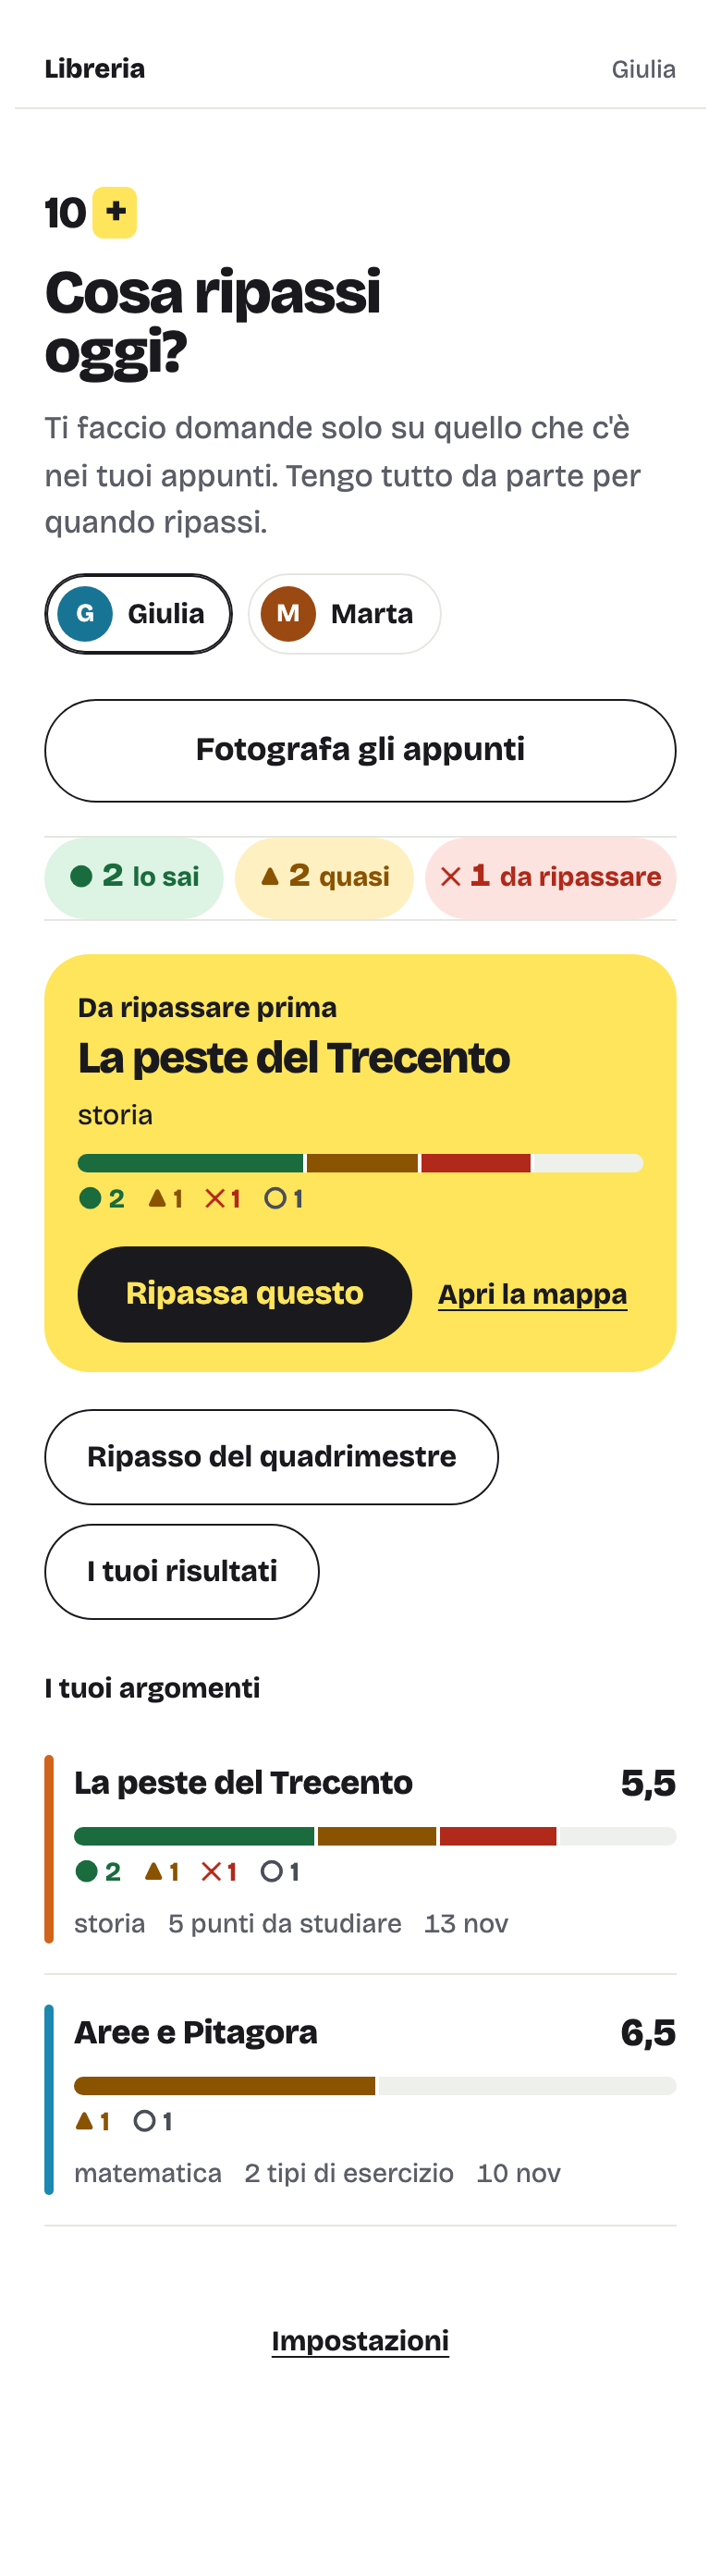 Libreria
Giulia
10 +
Cosa ripassi
oggi?
Ti faccio domande solo su quello che c'è
nei tuoi appunti. Tengo tutto da parte per
quando ripassi.
G Giulia
M Marta
Fotografa gli appunti
2 lo sai
2 quasi
1 da ripassare
Da ripassare prima
La peste del Trecento
storia
2 1 1 1
Ripassa questo
Apri la mappa
Ripasso del quadrimestre
I tuoi risultati
I tuoi argomenti
La peste del Trecento 5,5
2 1 1 1
storia 5 punti da studiare 13 nov
Aree e Pitagora 6,5
1 1
matematica 2 tipi di esercizio 10 nov
Impostazioni